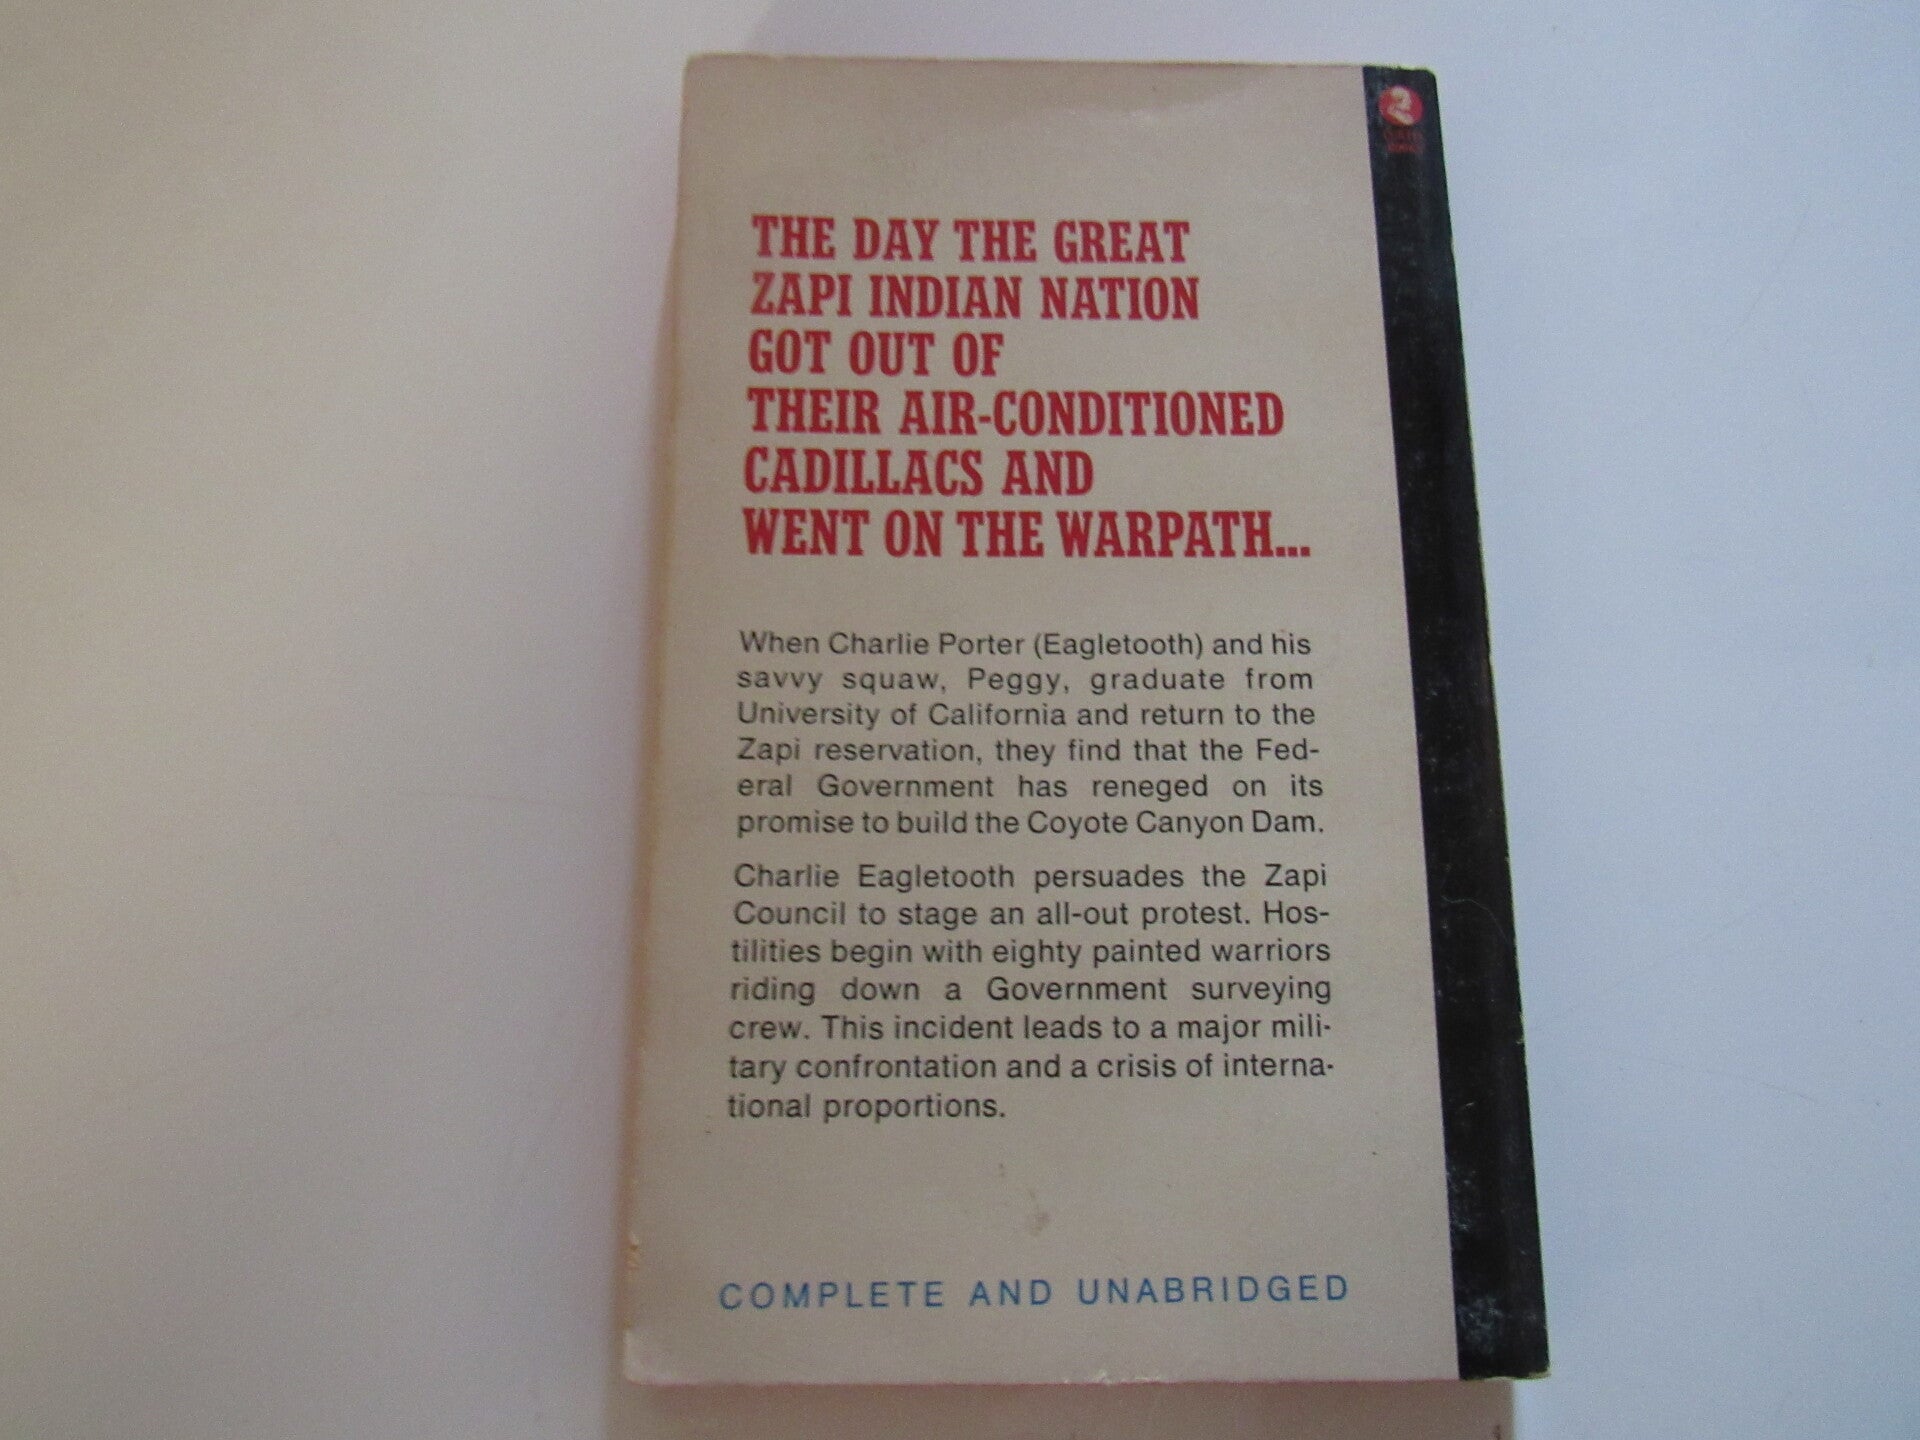 THE DAY THE GREAT
ZAPI INDIAN NATION
GOT OUT OF
THEIR AIR-CONDITIONED
CADILLACS AND
WENT ON THE WARPATH...
When Charlie Porter (Eagletooth) and his
savvy squaw, Peggy, graduate from
University of California and return to the
Zapi reservation, they find that the Fed-
eral Government has reneged on its
promise to build the Coyote Canyon Dam.
Charlie Eagletooth persuades the Zapi
Council to stage an all-out protest. Hos-
tilities begin with eighty painted warriors
riding down a Government surveying
crew. This incident leads to a major mili-
tary confrontation and a crisis of interna-
tional proportions.
COMPLETE AND UNABRIDGED